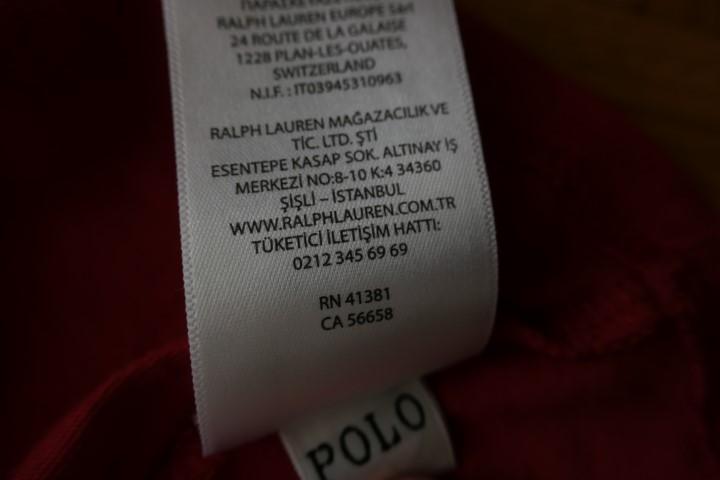 RALPH LAUREN EUROPE Sàrl
24 ROUTE DE LA GALAISE
1228 PLAN-LES-OUATES,
SWITZERLAND
N.I.F. : IT03945310963
RALPH LAUREN MAĞAZACILIK VE
TİC. LTD. ŞTİ
ESENTEPE KASAP SOK. ALTINAY İŞ
MERKEZİ NO:8-10 K:4 34360
ŞİŞLİ – İSTANBUL
WWW.RALPHLAUREN.COM.TR
TÜKETİCİ İLETİŞİM HATTI:
0212 345 69 69
RN 41381
CA 56658
POLO